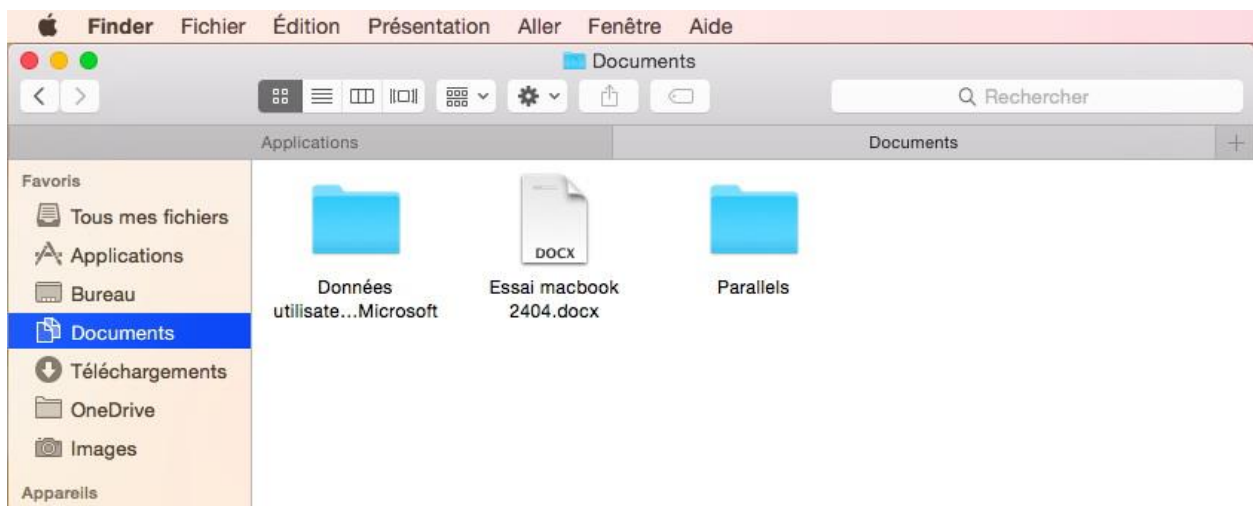 Finder Fichier Édition Présentation Aller Fenêtre Aide
Documents
Rechercher
Applications
Documents
Favoris
Tous mes fichiers
Applications
Bureau
Documents
Téléchargements
OneDrive
Images
Appareils
DOCX
Données
utilisate...Microsoft
Essai macbook
2404.docx
Parallels